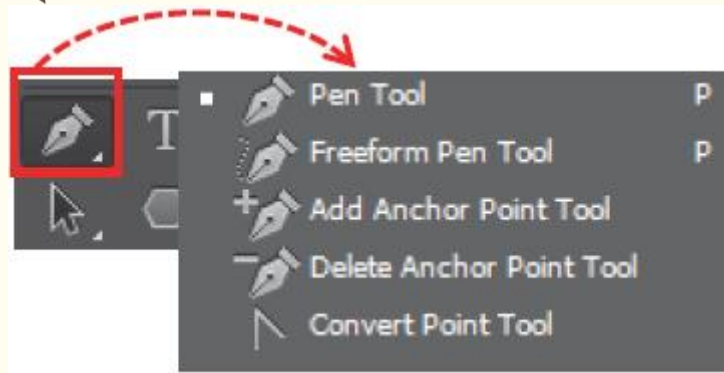 T
Pen Tool P
Freeform Pen Tool P
Add Anchor Point Tool
Delete Anchor Point Tool
Convert Point Tool